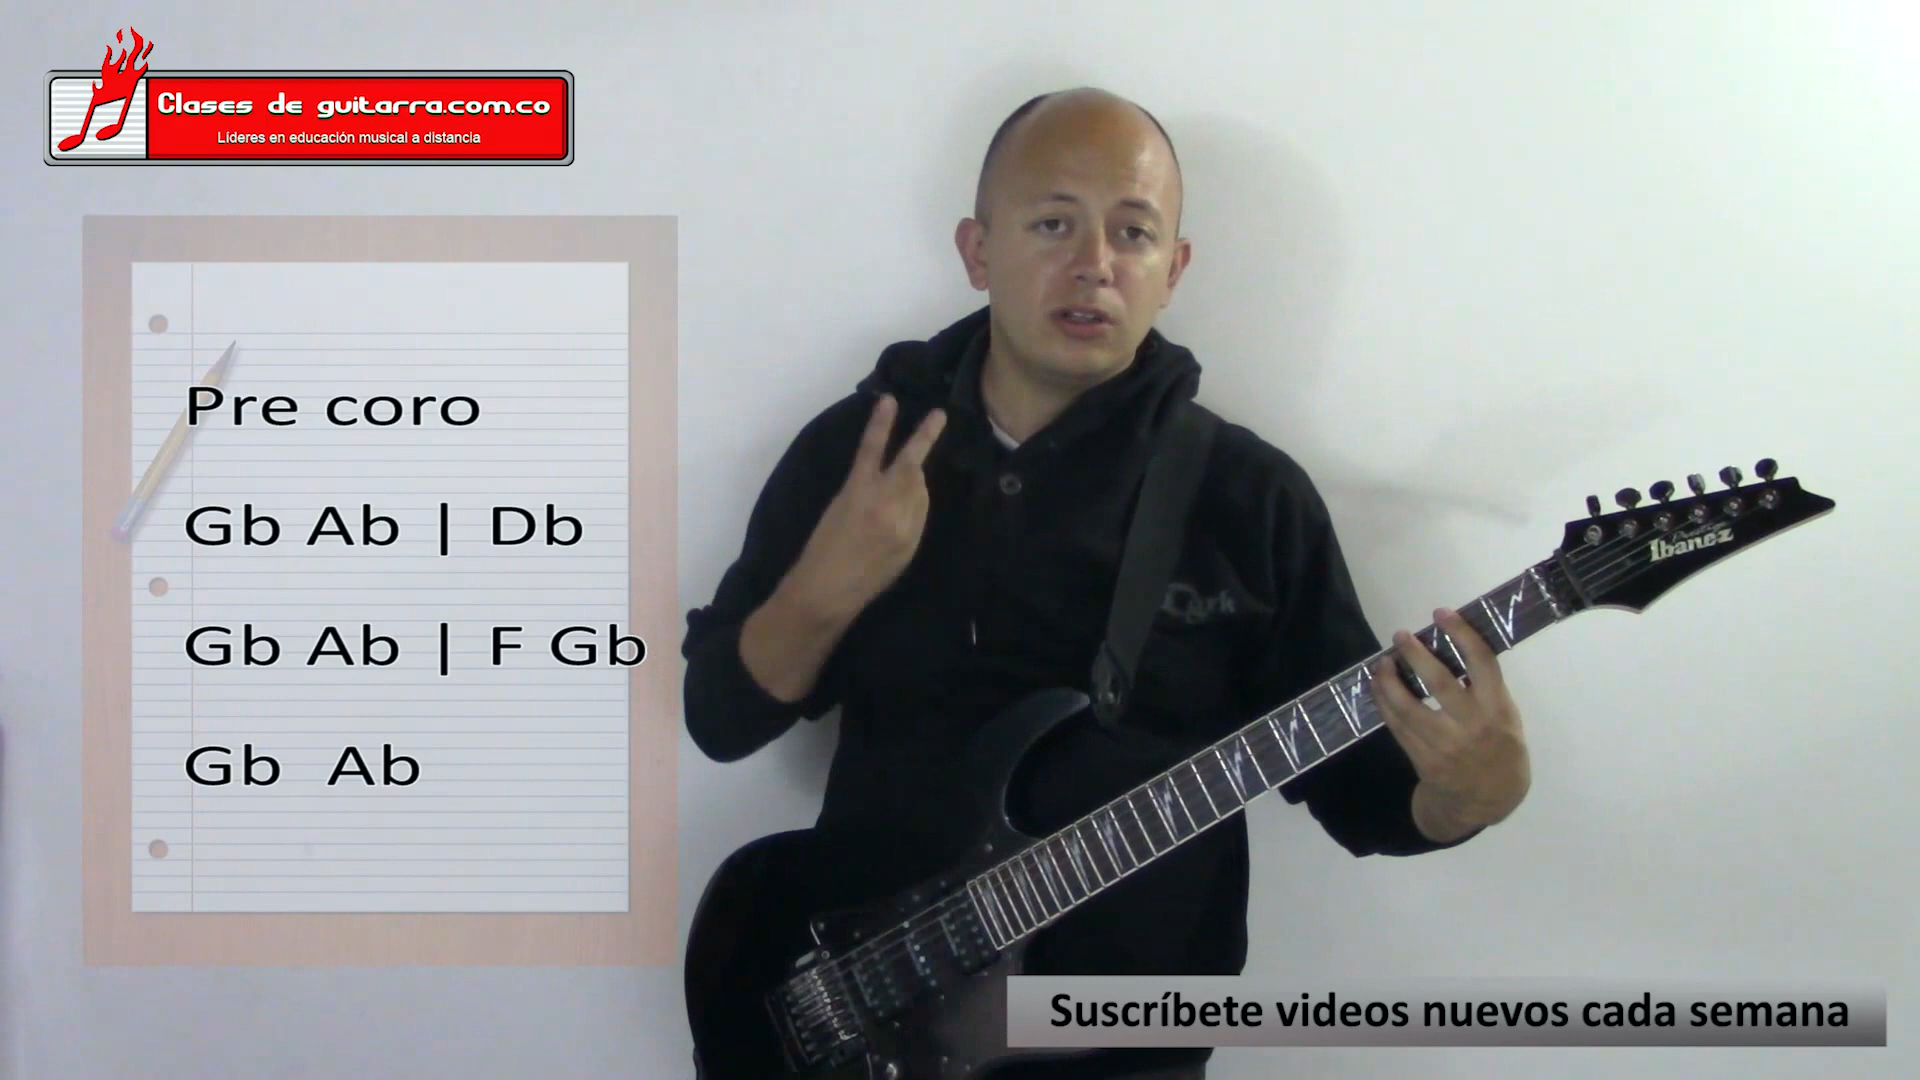 Clases de guitarra.com.co
Líderes en educación musical a distancia
Pre coro
Gb Ab | Db
Gb Ab | F Gb
Gb Ab
Ibanez
Suscríbete videos nuevos cada semana